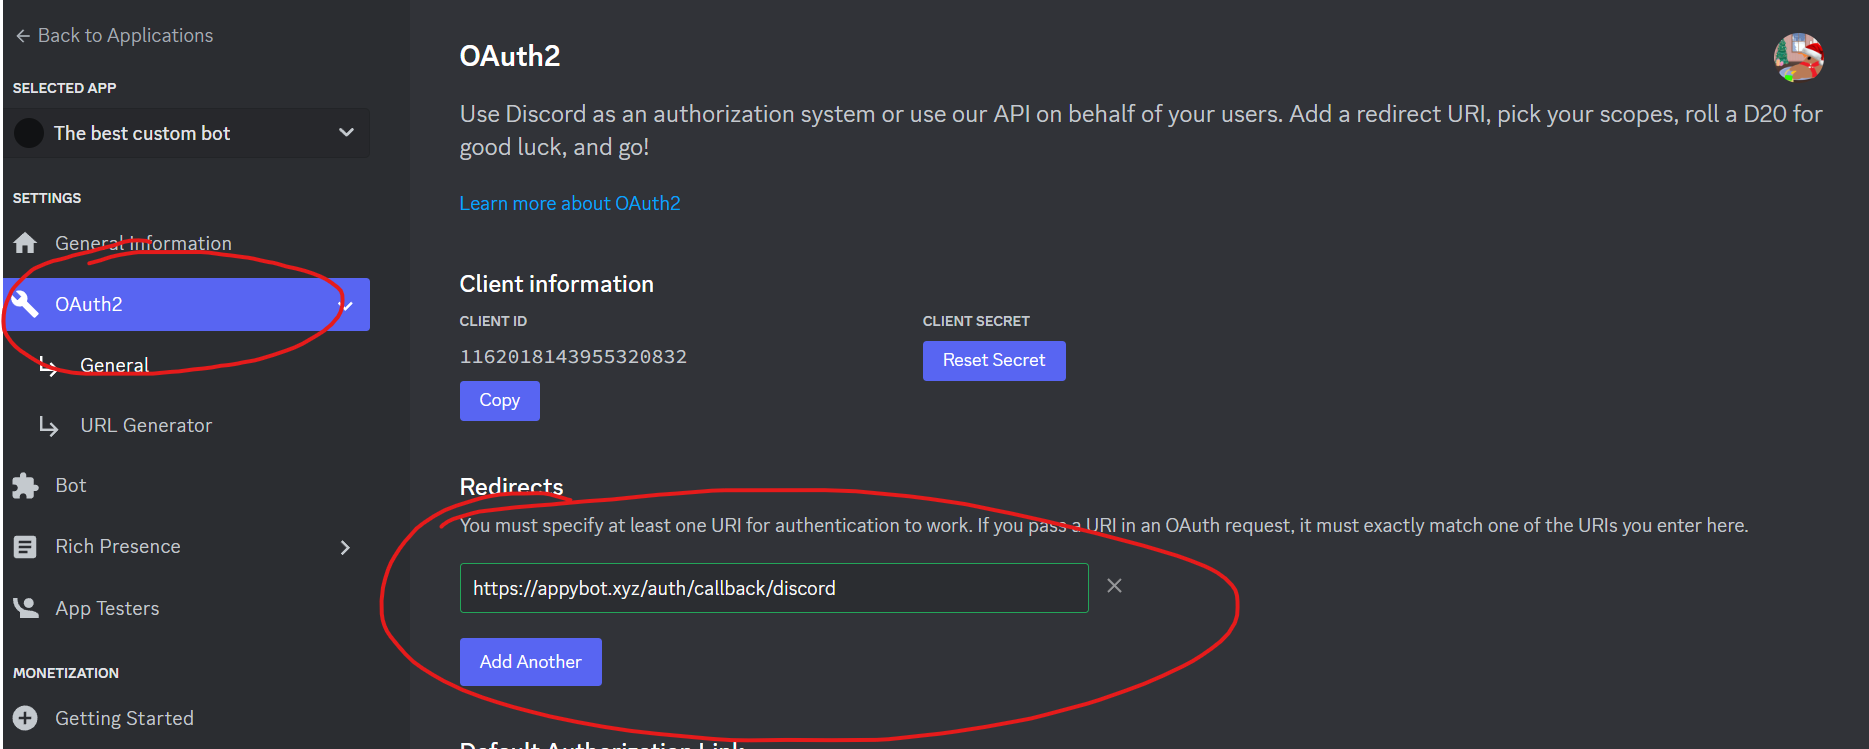 Back to Applications
SELECTED APP
The best custom bot
SETTINGS
General Information
OAuth2
General
URL Generator
Bot
Rich Presence
App Testers
MONETIZATION
Getting Started
OAuth2
Use Discord as an authorization system or use our API on behalf of your users. Add a redirect URI, pick your scopes, roll a D20 for
good luck, and go!
Learn more about OAuth2
Client information
CLIENT ID
1162018143955320832
Copy
CLIENT SECRET
Reset Secret
Redirects
You must specify at least one URI for authentication to work. If you pass a URI in an OAuth request, it must exactly match one of the URIs you enter here.
https://appybot.xyz/auth/callback/discord
Add Another
Default Authorization Link